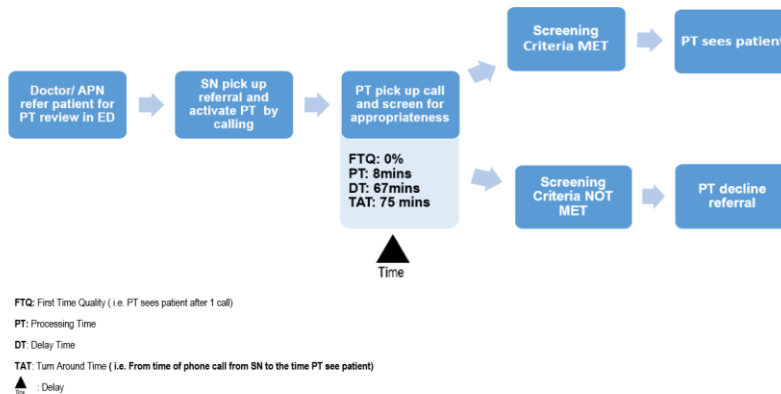 Doctor/ APN
refer patient for
PT review in ED
SN pick up
referral and
activate PT by
calling
PT pick up call
and screen for
appropriateness
FTQ: 0%
PT: 8mins
DT: 67mins
TAT: 75 mins
Time
Screening
Criteria MET
PT sees patient
Screening
Criteria NOT
MET
PT decline
referral
FTQ: First Time Quality ( i.e. PT sees patient after 1 call)
PT: Processing Time
DT: Delay Time
TAT: Turn Around Time ( i.e. From time of phone call from SN to the time PT see patient)
Time : Delay